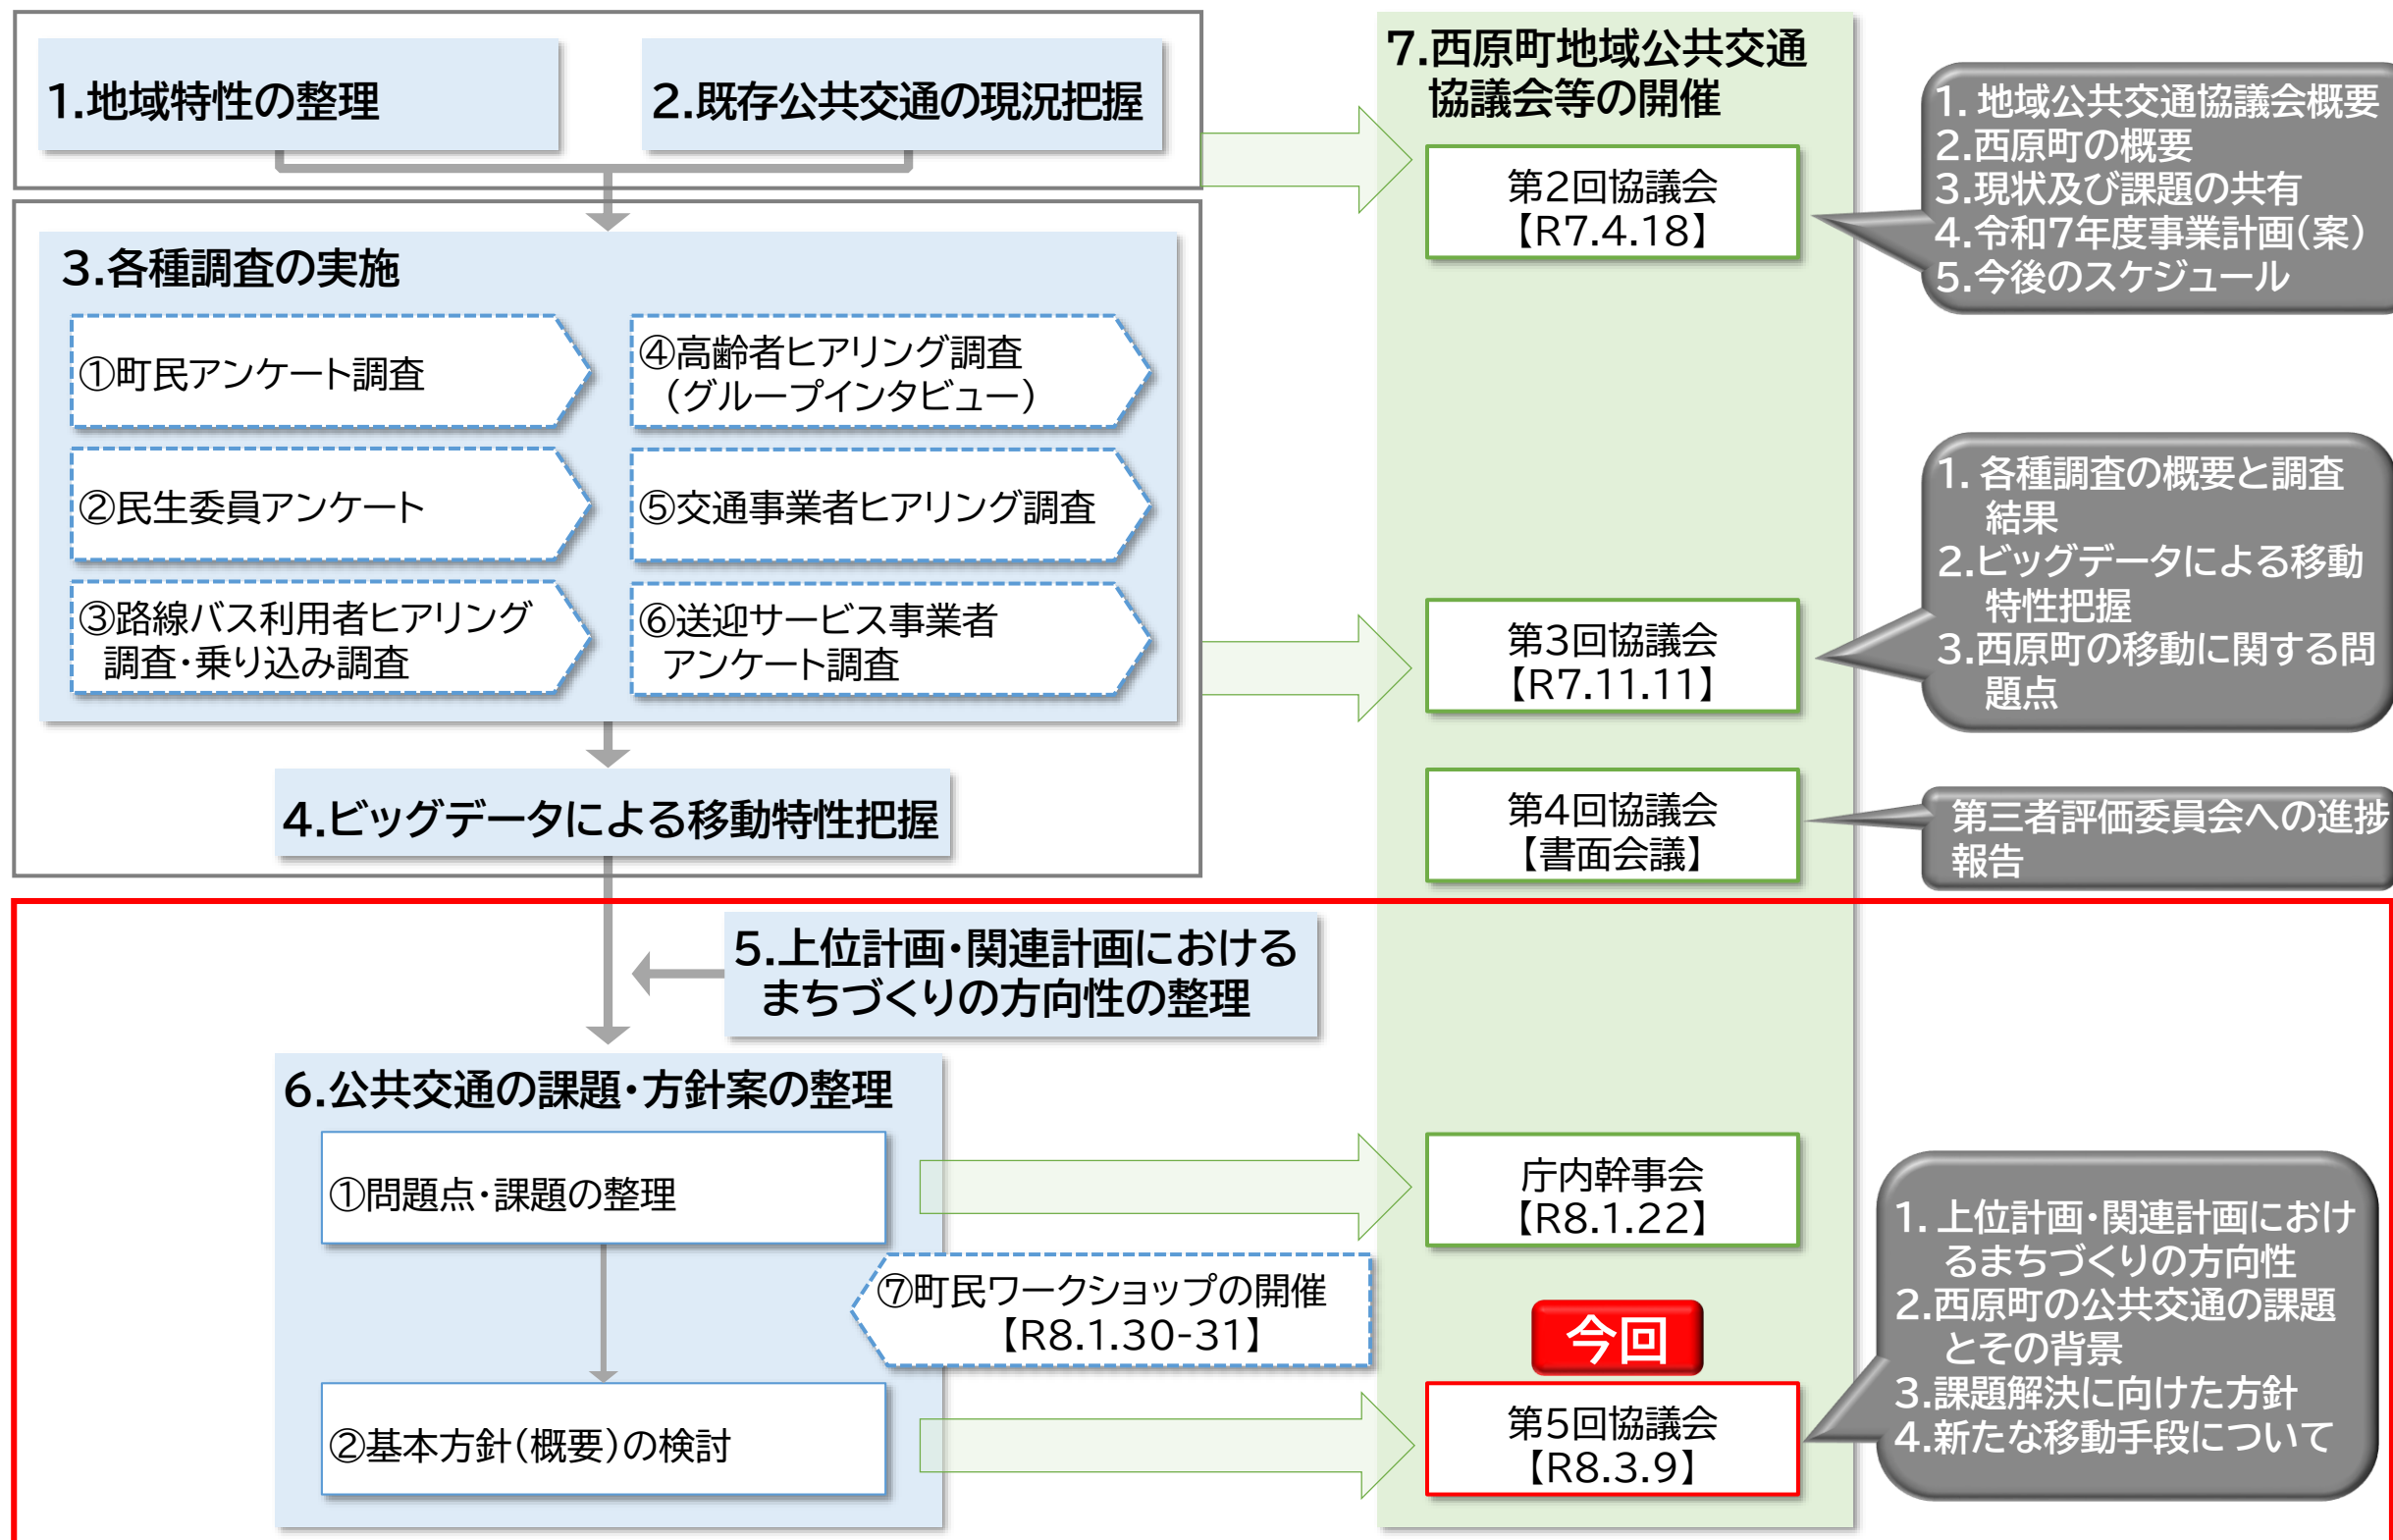 1.地域特性の整理
2.既存公共交通の現況把握
3.各種調査の実施
①町民アンケート調査
②民生委員アンケート
③路線バス利用者ヒアリング
調査・乗り込み調査
④高齢者ヒアリング調査
（グループインタビュー）
⑤交通事業者ヒアリング調査
⑥送迎サービス事業者
アンケート調査
4.ビッグデータによる移動特性把握
5.上位計画・関連計画における
まちづくりの方向性の整理
6.公共交通の課題・方針案の整理
①問題点・課題の整理
⑦町民ワークショップの開催
【R8.1.30-31】
②基本方針（概要）の検討
7.西原町地域公共交通
協議会等の開催
第2回協議会
【R7.4.18】
第3回協議会
【R7.11.11】
第4回協議会
【書面会議】
庁内幹事会
【R8.1.22】
今回
第5回協議会
【R8.3.9】
1. 地域公共交通協議会概要
2.西原町の概要
3.現状及び課題の共有
4.令和7年度事業計画（案）
5.今後のスケジュール
1. 各種調査の概要と調査
結果
2.ビッグデータによる移動
特性把握
3.西原町の移動に関する問
題点
第三者評価委員会への進捗
報告
1. 上位計画・関連計画におけ
るまちづくりの方向性
2.西原町の公共交通の課題
とその背景
3.課題解決に向けた方針
4.新たな移動手段について